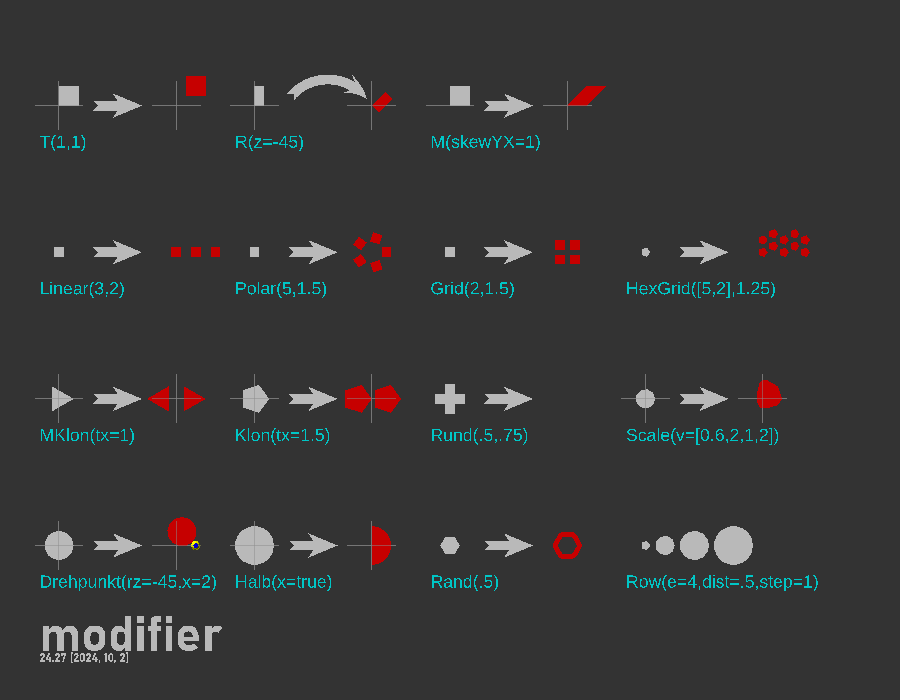 T(1,1)
R(z=-45)
M(skewYX=1)
Linear(3,2)
Polar(5,1.5)
Grid(2,1.5)
HexGrid([5,2],1.25)
MKlon(tx=1)
Klon(tx=1.5)
Rund(.5,.75)
Scale(v=[0.6,2,1,2])
Drehpunkt(rz=-45,x=2)
Halb(x=true)
Rand(.5)
Row(e=4,dist=.5,step=1)
modifier
24.27 [2024, 10, 2]